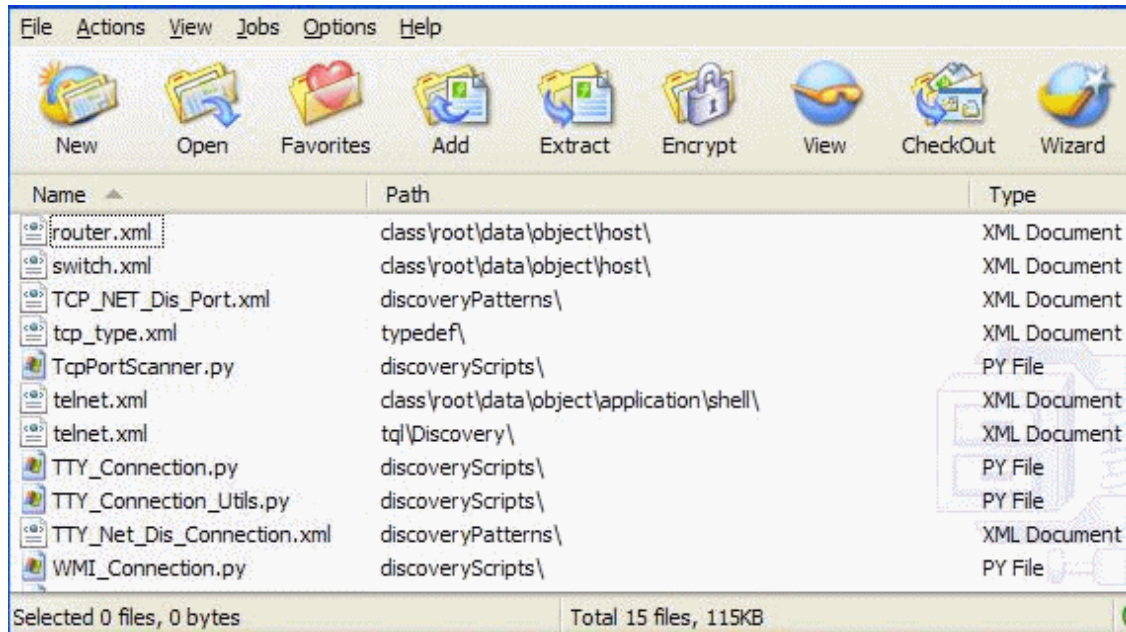 File Actions View Jobs Options Help
New Open Favorites Add Extract Encrypt View CheckOut Wizard
Name Path Type
router.xml class\root\data\object\host\ XML Document
switch.xml class\root\data\object\host\ XML Document
TCP_NET_Dis_Port.xml discoveryPatterns\ XML Document
tcp_type.xml typedef\ XML Document
TcpPortScanner.py discoveryScripts\ PY File
telnet.xml class\root\data\object\application\shell\ XML Document
telnet.xml tql\Discovery\ XML Document
TTY_Connection.py discoveryScripts\ PY File
TTY_Connection_Utils.py discoveryScripts\ PY File
TTY_Net_Dis_Connection.xml discoveryPatterns\ XML Document
WMI_Connection.py discoveryScripts\ PY File
Selected 0 files, 0 bytes Total 15 files, 115KB